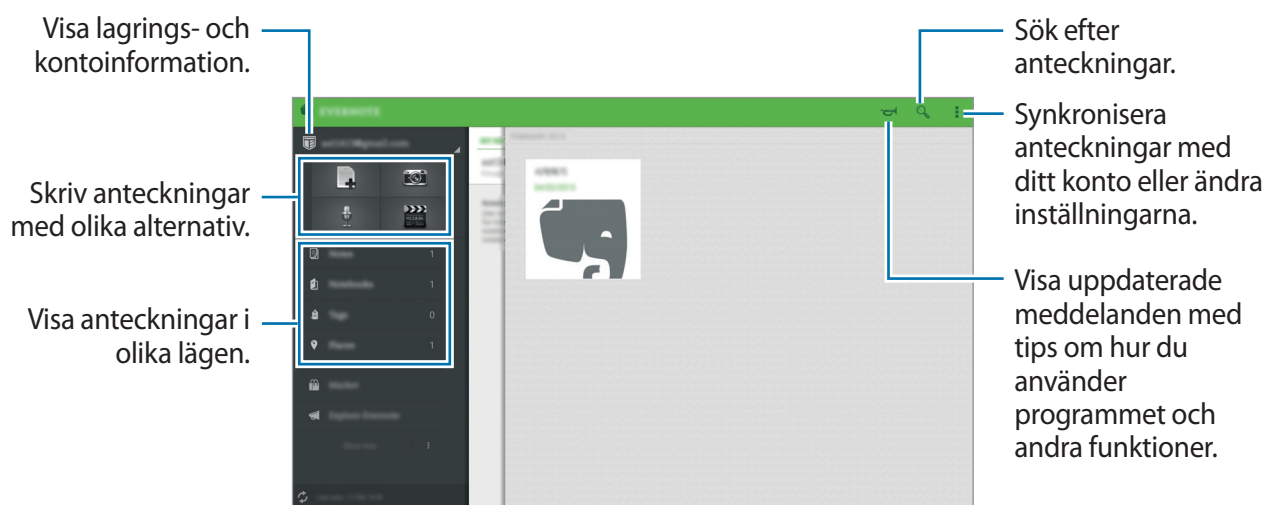 Visa lagrings- och
kontoinformation.
Skriv anteckningar
med olika alternativ.
Visa anteckningar i
olika lägen.
EVERNOTE
Notes 1
Notebooks 1
Tags 0
Places 1
Market
Explore Evernote
Sök efter
anteckningar.
Synkronisera
anteckningar med
ditt konto eller ändra
inställningarna.
Visa uppdaterade
meddelanden med
tips om hur du
använder
programmet och
andra funktioner.